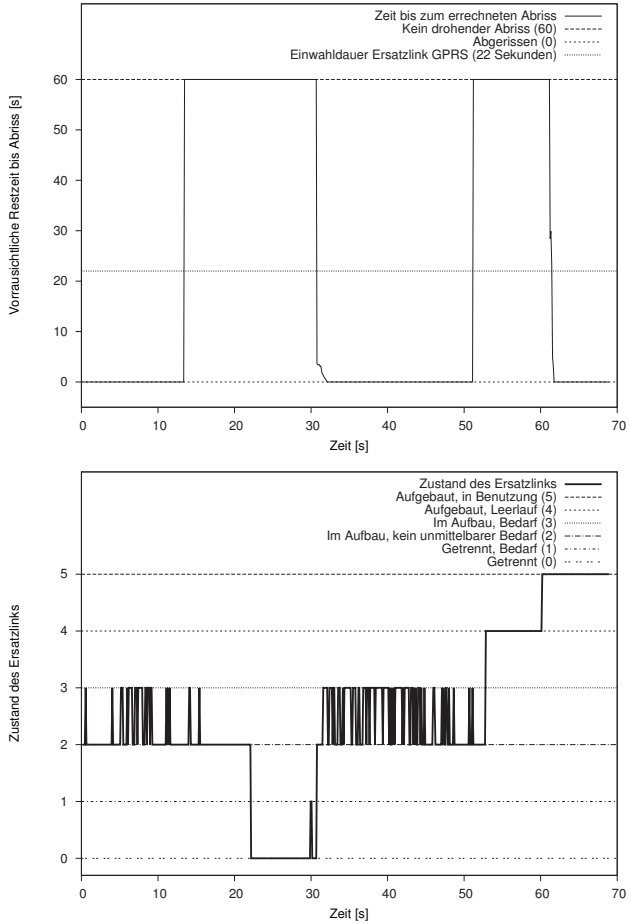 Zeit bis zum errechneten Abriss
Kein drohender Abriss (60)
Abgerissen (0)
Einwahldauer Ersatzlink GPRS (22 Sekunden)
Vorrausichtliche Restzeit bis Abriss [s]
60
50
40
30
20
10
0
0 10 20 30 40 50 60 70
Zeit [s]
Zustand des Ersatzlinks
Aufgebaut, in Benutzung (5)
Aufgebaut, Leerlauf (4)
Im Aufbau, Bedarf (3)
Im Aufbau, kein unmittelbarer Bedarf (2)
Getrennt, Bedarf (1)
Getrennt (0)
Zustand des Ersatzlinks
5
4
3
2
1
0
0 10 20 30 40 50 60 70
Zeit [s]